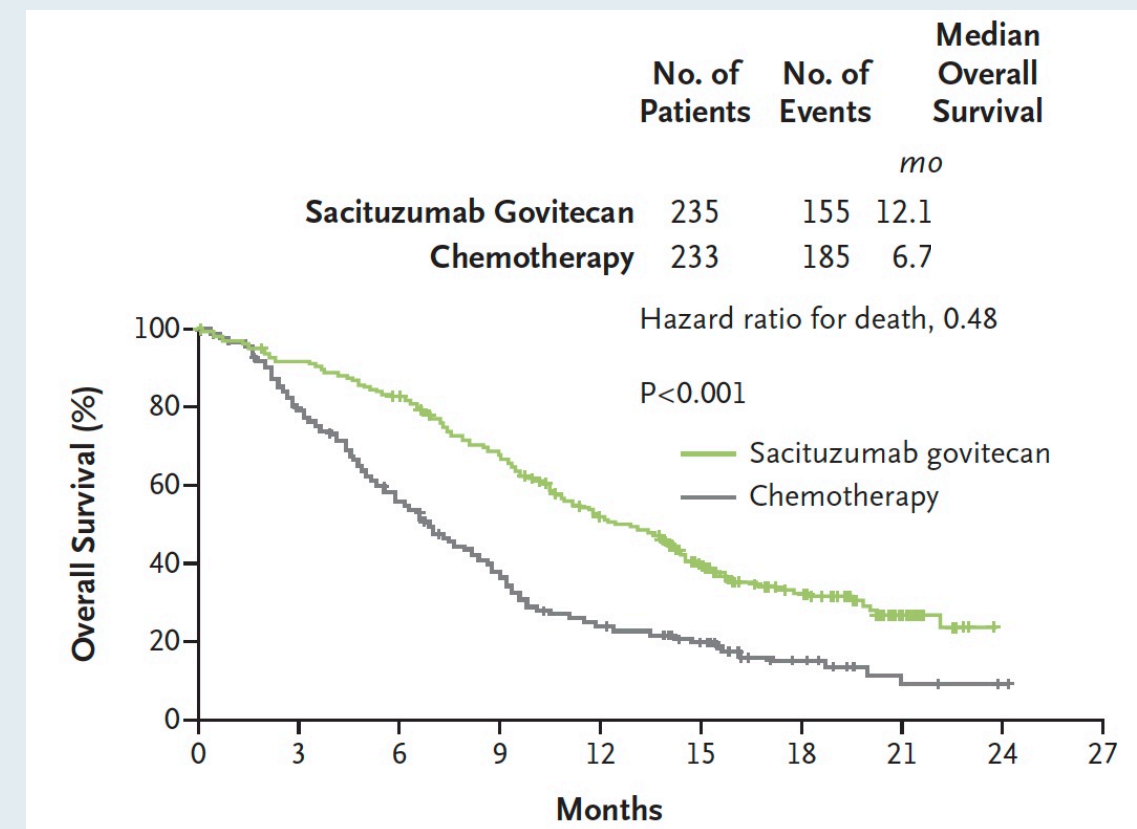 Median
No. of No. of Overall
Patients Events Survival
mo
Sacituzumab Govitecan 235 155 12.1
Chemotherapy 233 185 6.7
Hazard ratio for death, 0.48
P<0.001
Sacituzumab govitecan
Chemotherapy
Overall Survival (%)
100
80
60
40
20
0
0 3 6 9 12 15 18 21 24 27
Months